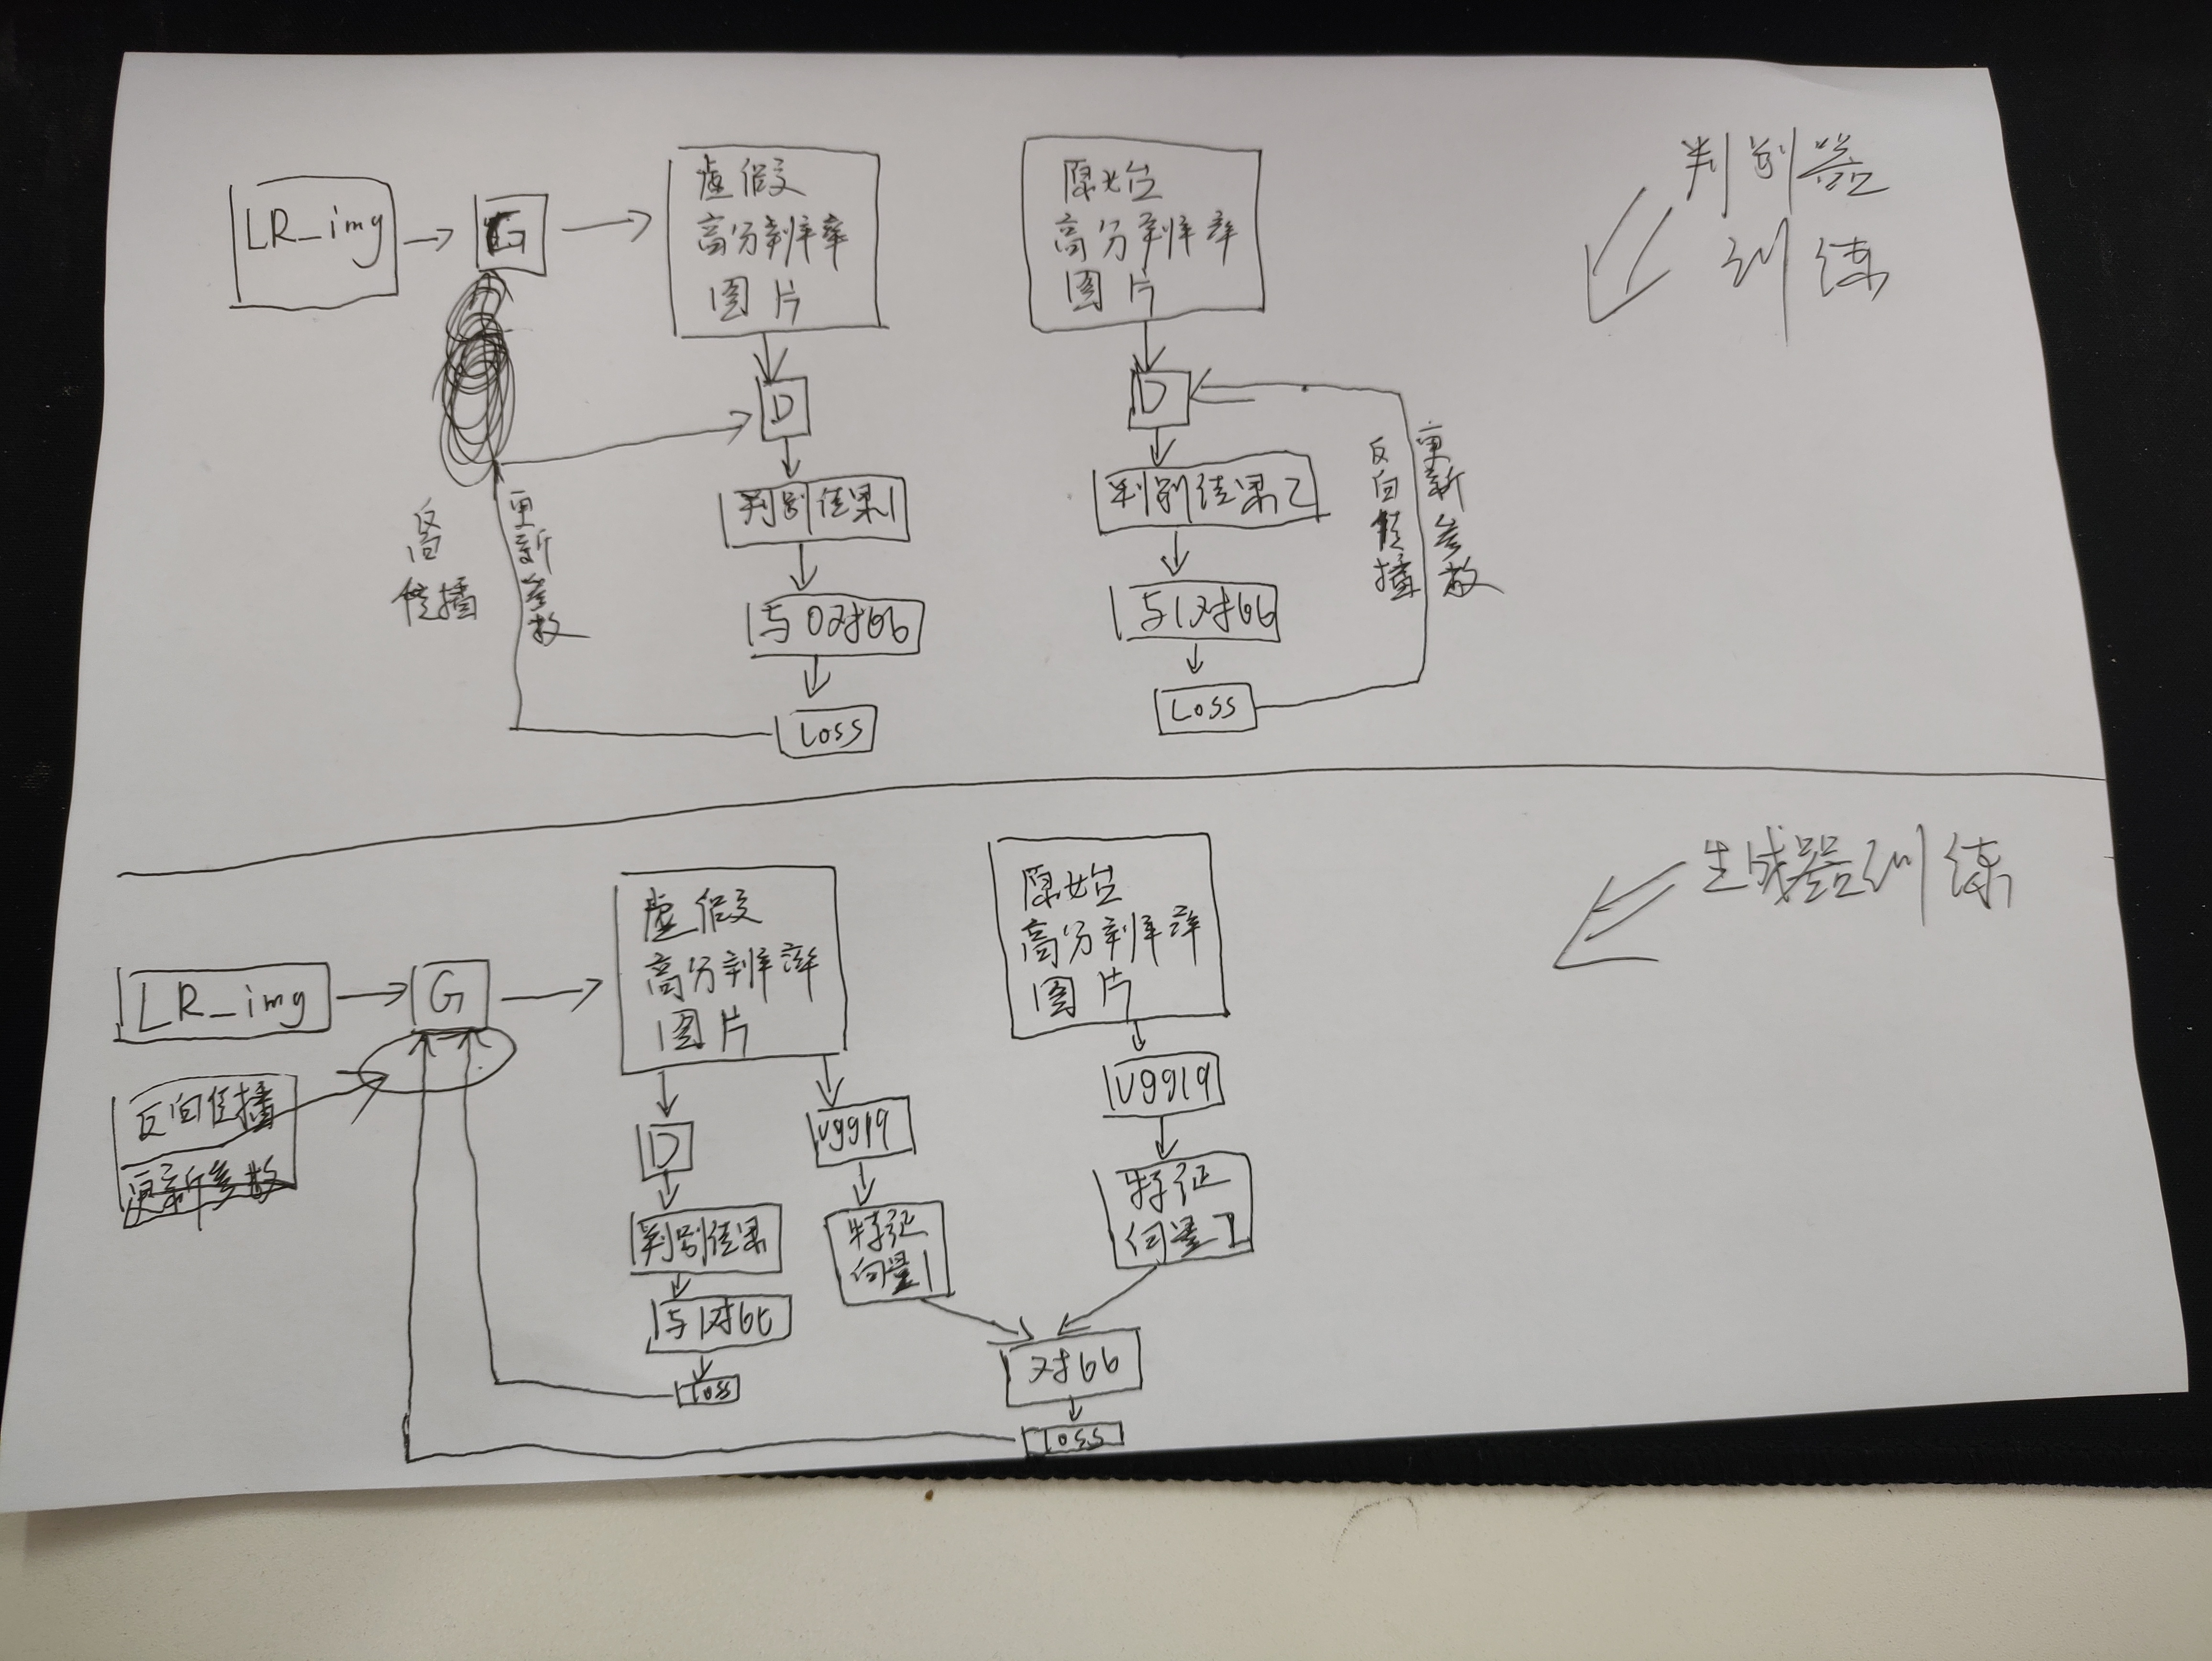 判别器
训练
LR_img
G
虚假
高分辨率
图片
原始
高分辨率
图片
D
D
判别结果1
判别结果2
与0对比
与1对比
Loss
Loss
反向传播
更新参数
反向传播
更新参数
生成器训练
LR_img
G
虚假
高分辨率
图片
原始
高分辨率
图片
反向传播
更新参数
D
vgg19
vgg19
判别结果
特征
向量1
特征
向量2
与1对比
对比
loss
loss